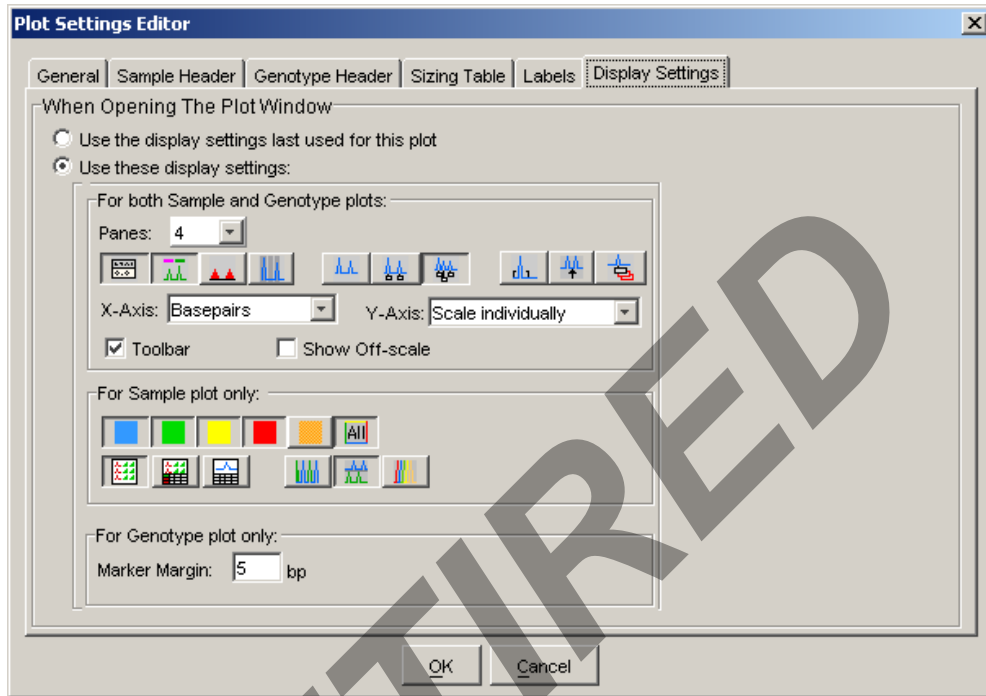 Plot Settings Editor
General Sample Header Genotype Header Sizing Table Labels Display Settings
When Opening The Plot Window
Use the display settings last used for this plot
Use these display settings:
For both Sample and Genotype plots:
Panes: 4
X-Axis: Basepairs Y-Axis: Scale individually
Toolbar Show Off-scale
For Sample plot only:
All
For Genotype plot only:
Marker Margin: 5 bp
OK Cancel
TIRED